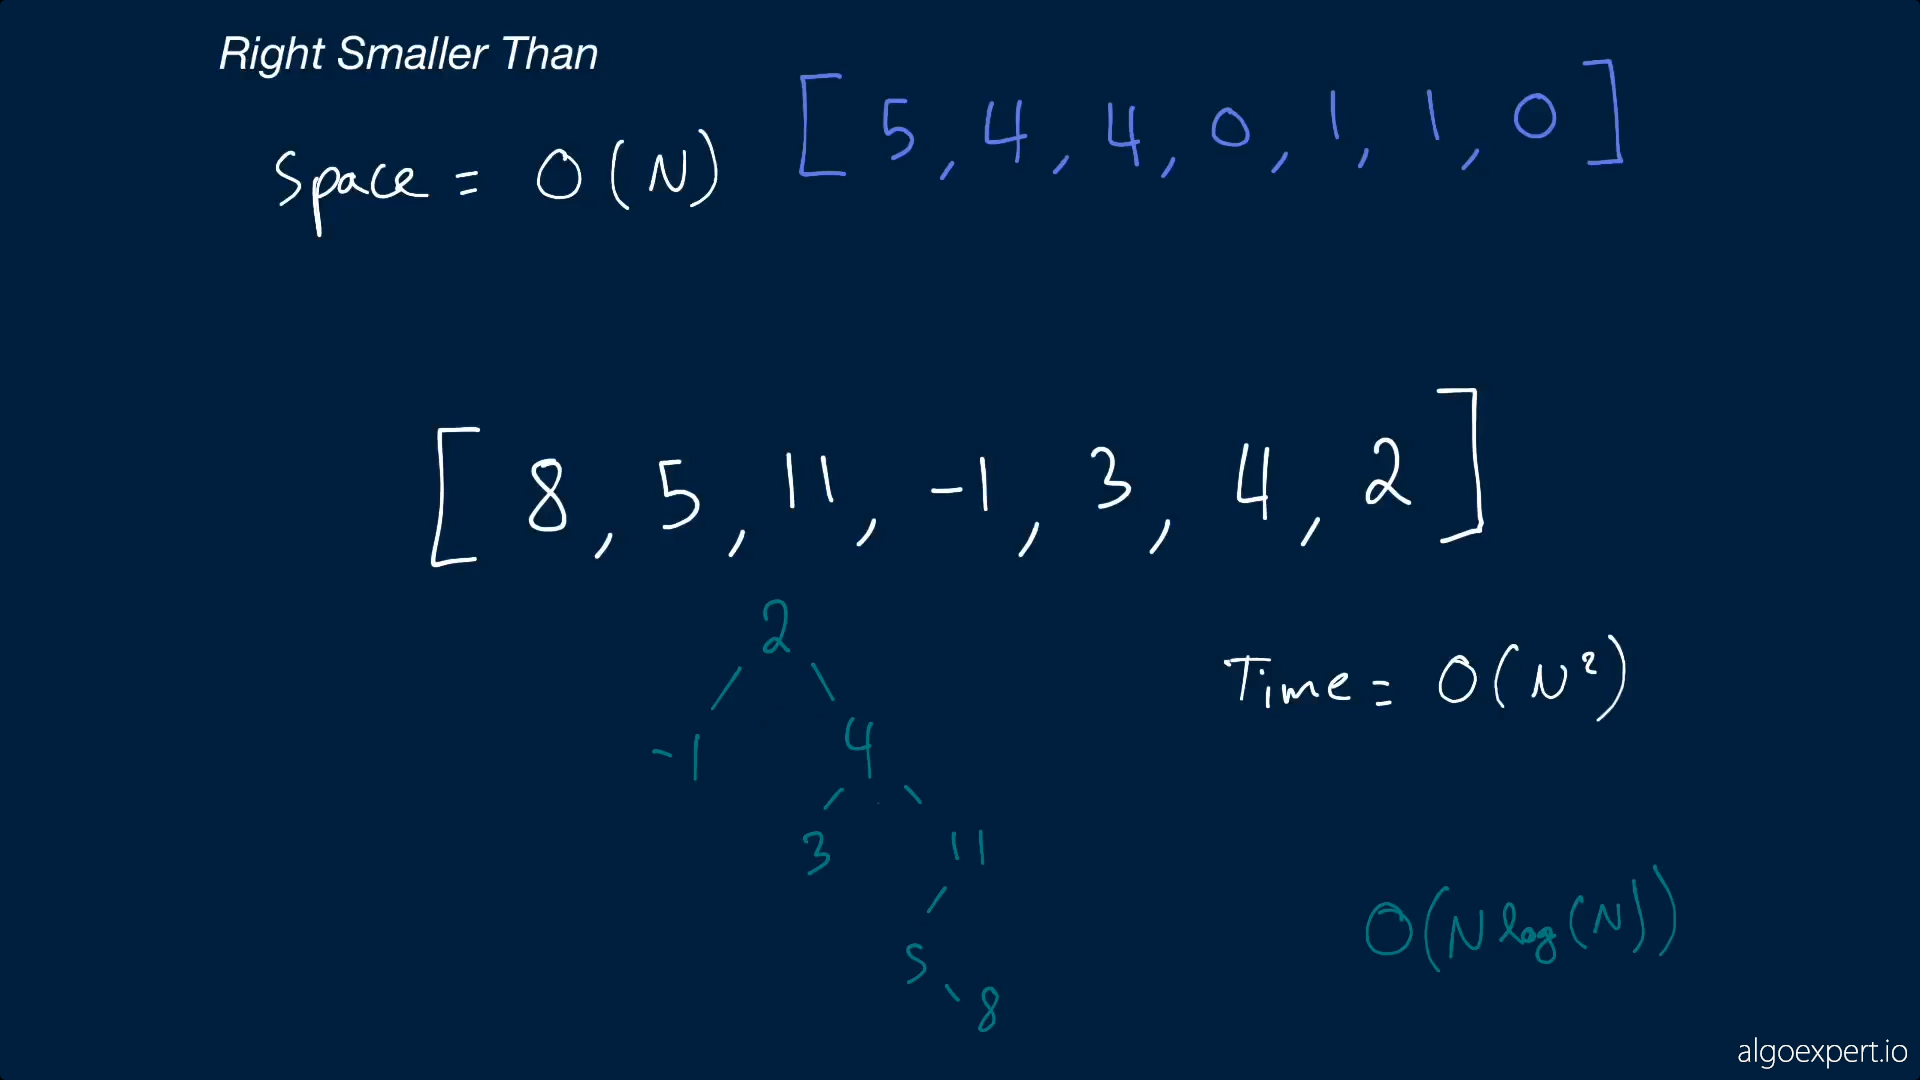 Right Smaller Than
[ 5, 4, 4, 0, 1, 1, 0 ]
Space = O(N)
[ 8, 5, 11, -1, 3, 4, 2 ]
2
Time = O(N²)
-1 4
3 11
O(N log(N))
5
8
algoexpert.io